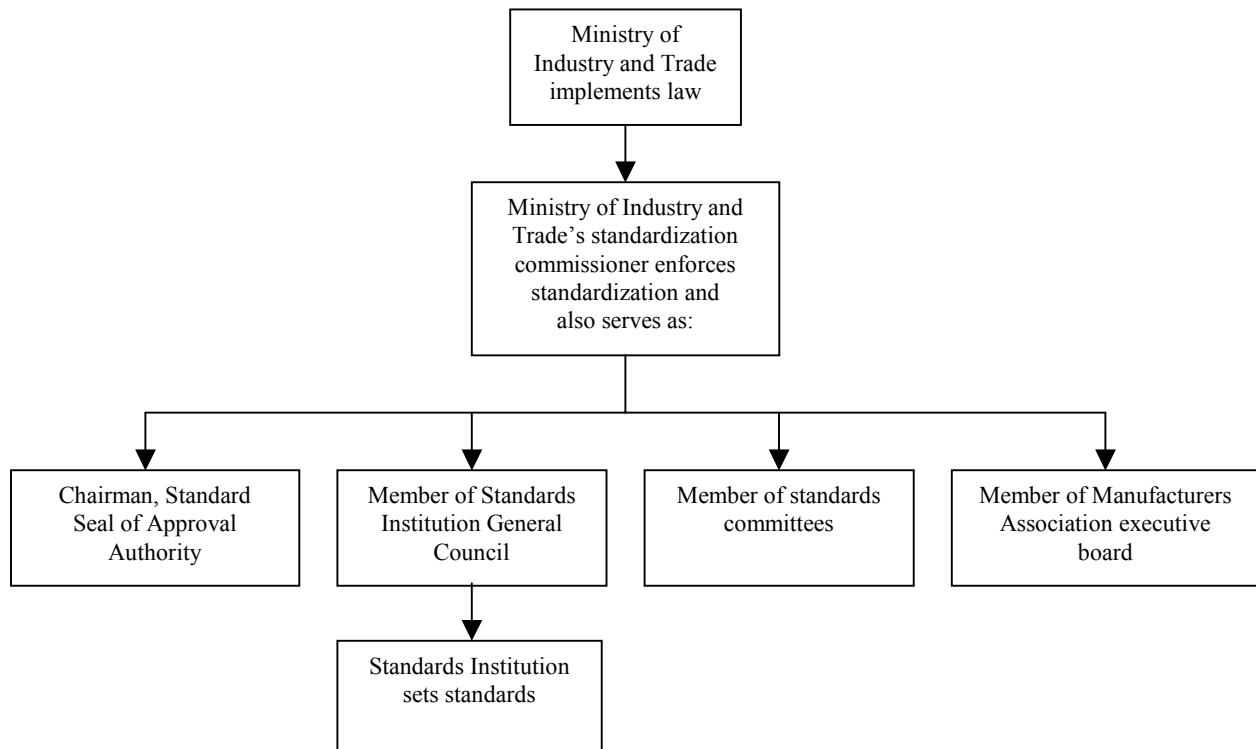 Ministry of
Industry and Trade
implements law
Ministry of Industry and
Trade’s standardization
commissioner enforces
standardization and
also serves as:
Chairman, Standard
Seal of Approval
Authority
Member of Standards
Institution General
Council
Member of standards
committees
Member of Manufacturers
Association executive
board
Standards Institution
sets standards